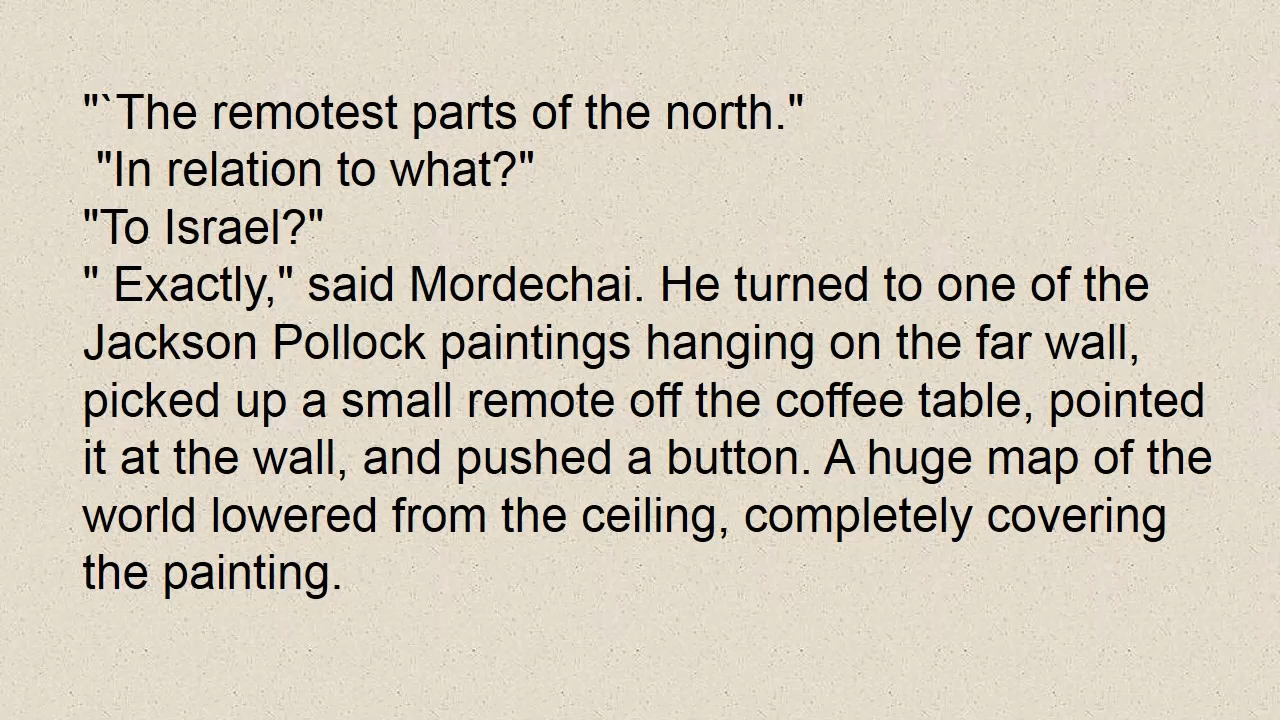 "`The remotest parts of the north."
"In relation to what?"
"To Israel?"
" Exactly," said Mordechai. He turned to one of the
Jackson Pollock paintings hanging on the far wall,
picked up a small remote off the coffee table, pointed
it at the wall, and pushed a button. A huge map of the
world lowered from the ceiling, completely covering
the painting.